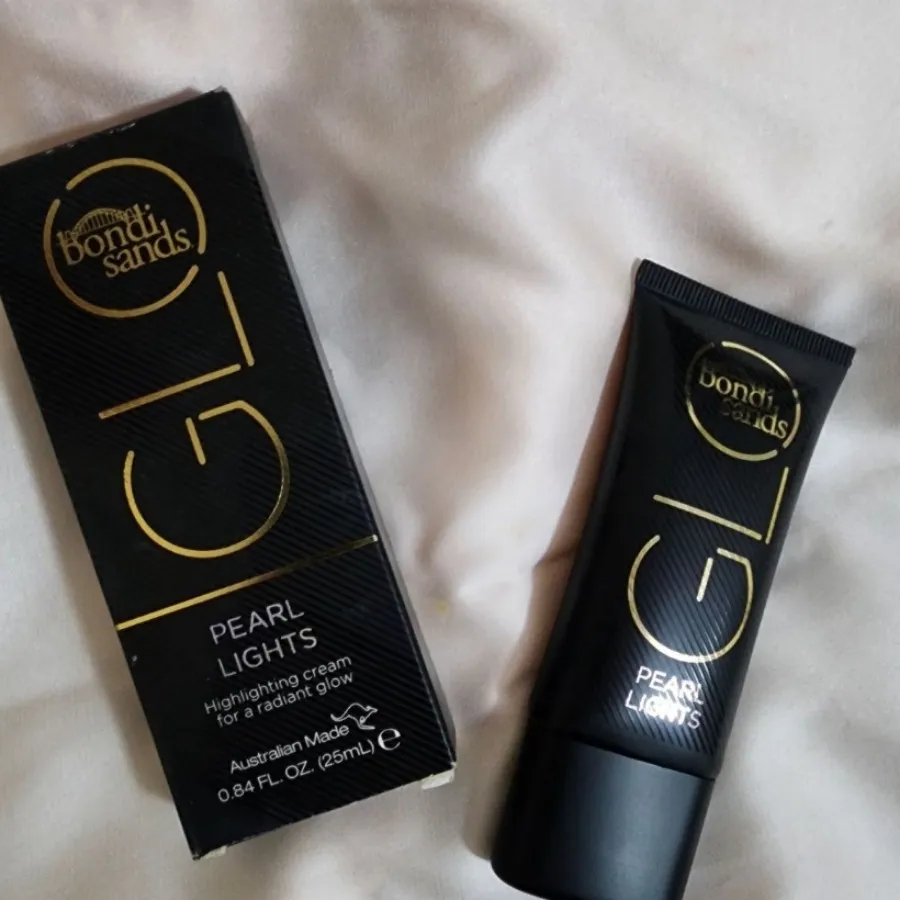 bondi
sands
GLO
PEARL
LIGHTS
Highlighting cream
for a radiant glow
Australian Made
0.84 FL. OZ. (25mL) ℮
bondi
sands
GLO
PEARL
LIGHTS